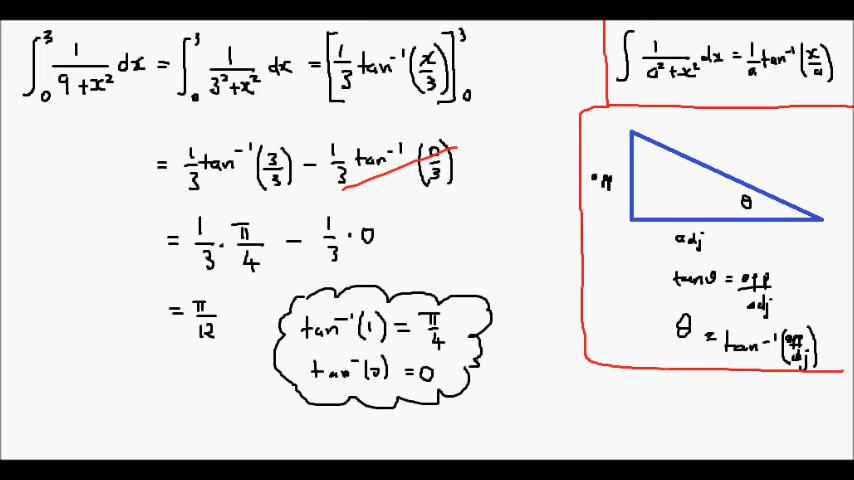 ∫₀³ 1/(9+x²) dx = ∫₀³ 1/(3²+x²) dx = [1/3 tan⁻¹(x/3)]₀³
= 1/3 tan⁻¹(3/3) − 1/3 tan⁻¹(0/3)
= 1/3 · π/4 − 1/3 · 0
= π/12
tan⁻¹(1) = π/4
tan⁻(0) = 0
∫ 1/(a²+x²) dx = 1/a tan⁻¹(x/a)
θ
opp
adj
tanθ = opp/adj
θ = tan⁻¹(opp/adj)